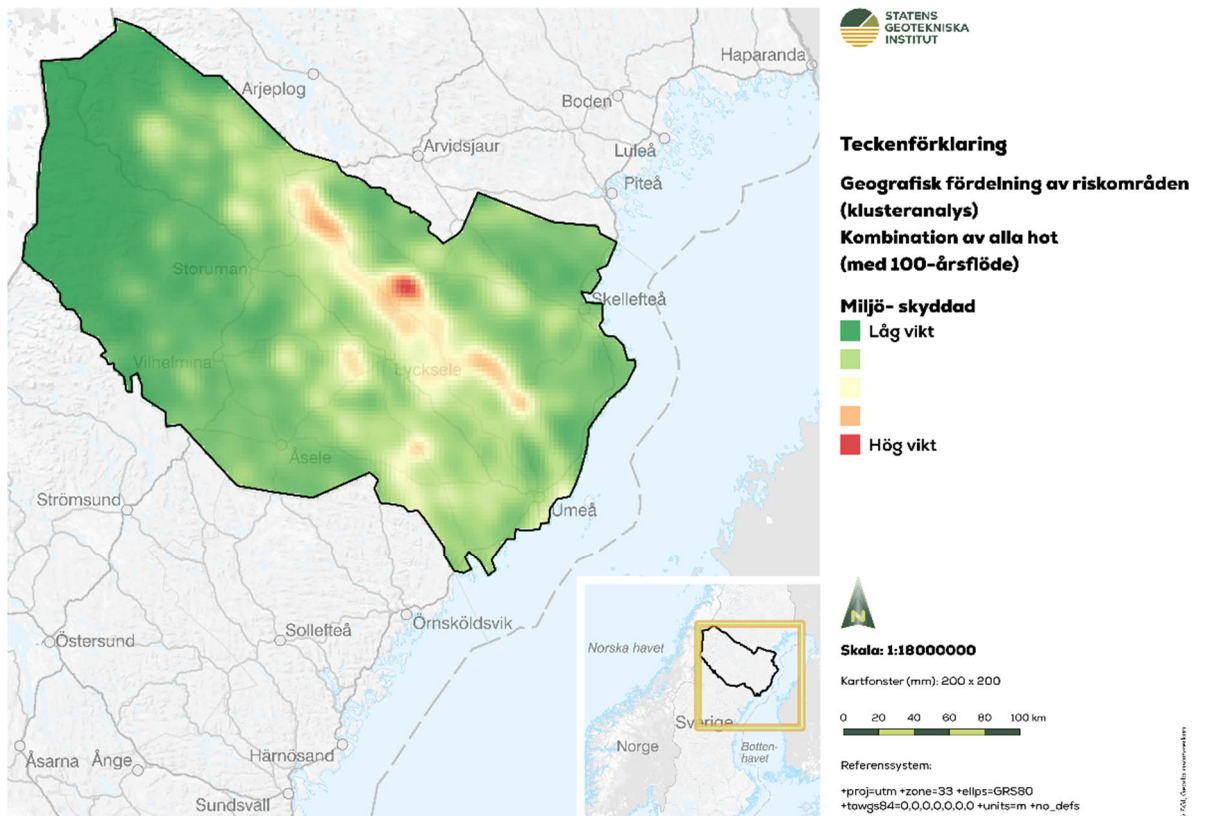 STATENS
GEOTEKNISKA
INSTITUT
Haparanda
Arjeplog
Boden
Arvidsjaur
Luleå
Piteå
Storuman
Skellefteå
Vilhelmina
Lycksele
Åsele
Strömsund
Umeå
Örnsköldsvik
Sollefteå
Östersund
Härnösand
Åsarna
Ånge
Sundsvall
Teckenförklaring
Geografisk fördelning av riskområden
(klusteranalys)
Kombination av alla hot
(med 100-årsflöde)
Miljö- skyddad
Låg vikt
Hög vikt
Norska havet
Sverige
Norge
Botten-
havet
N
Skala: 1:18000000
Kartfonster (mm): 200 x 200
0 20 40 60 80 100 km
Referenssystem:
+proj=utm +zone=33 +ellps=GRS80
+towgs84=0,0,0,0,0,0,0 +units=m +no_defs